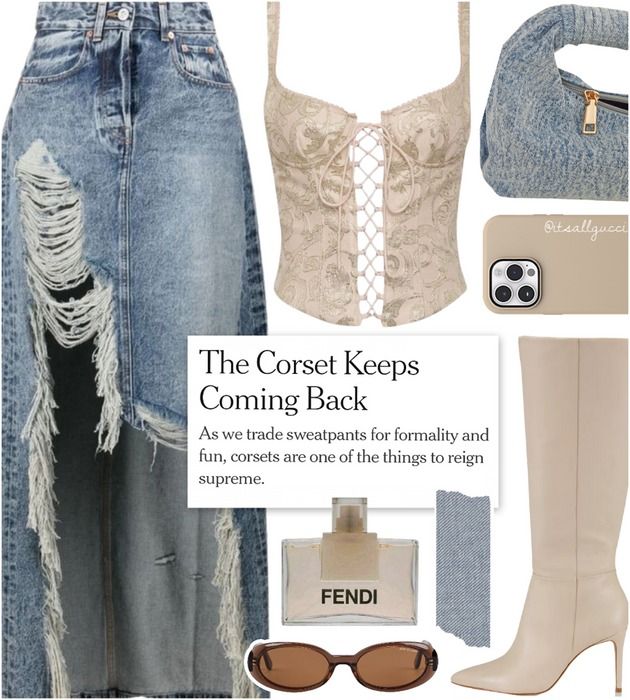 @itsallgucci
The Corset Keeps
Coming Back
As we trade sweatpants for formality and
fun, corsets are one of the things to reign
supreme.
FENDI